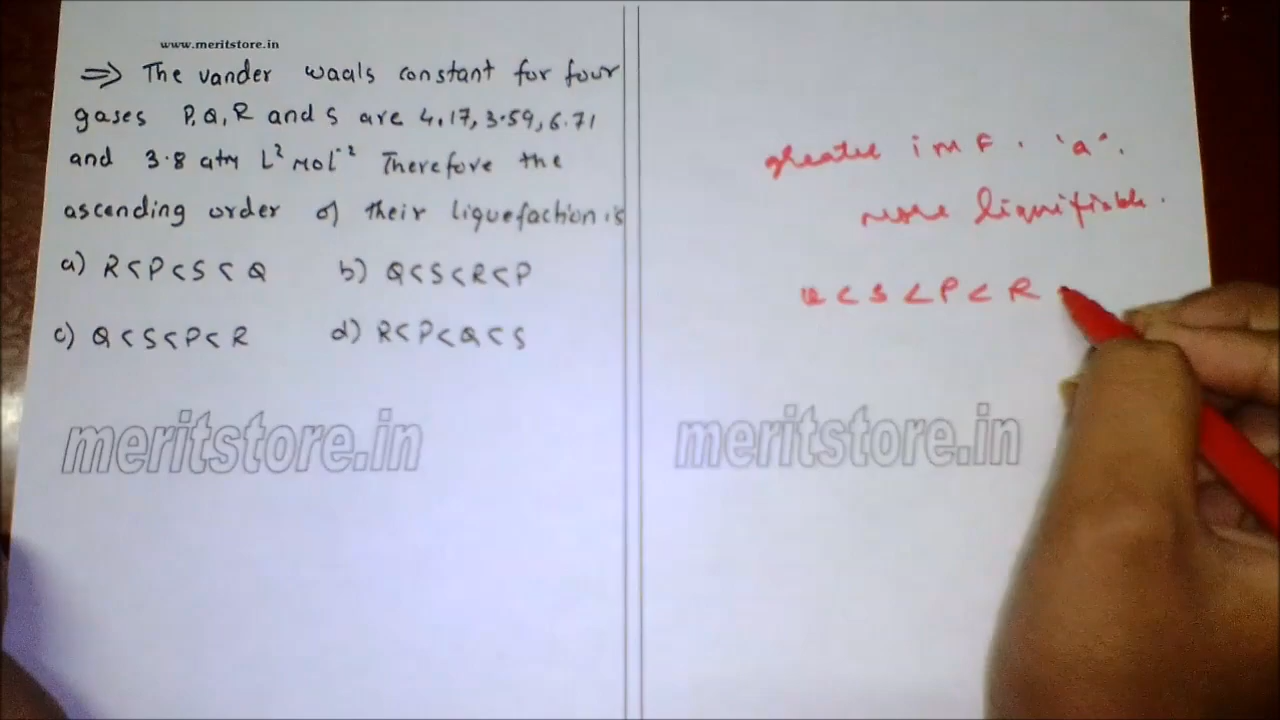 www.meritstore.in
⇒ The vander waals constant for four
gases P, Q, R and S are 4.17, 3.59, 6.71
and 3.8 atm L² mol⁻² Therefore the
ascending order of their liquefaction is
a) R < P < S < Q b) Q < S < R < P
c) Q < S < P < R d) R < P < Q < S
meritstore.in
greater imF. 'a'.
more liquifiable.
Q < S < P < R
meritstore.in